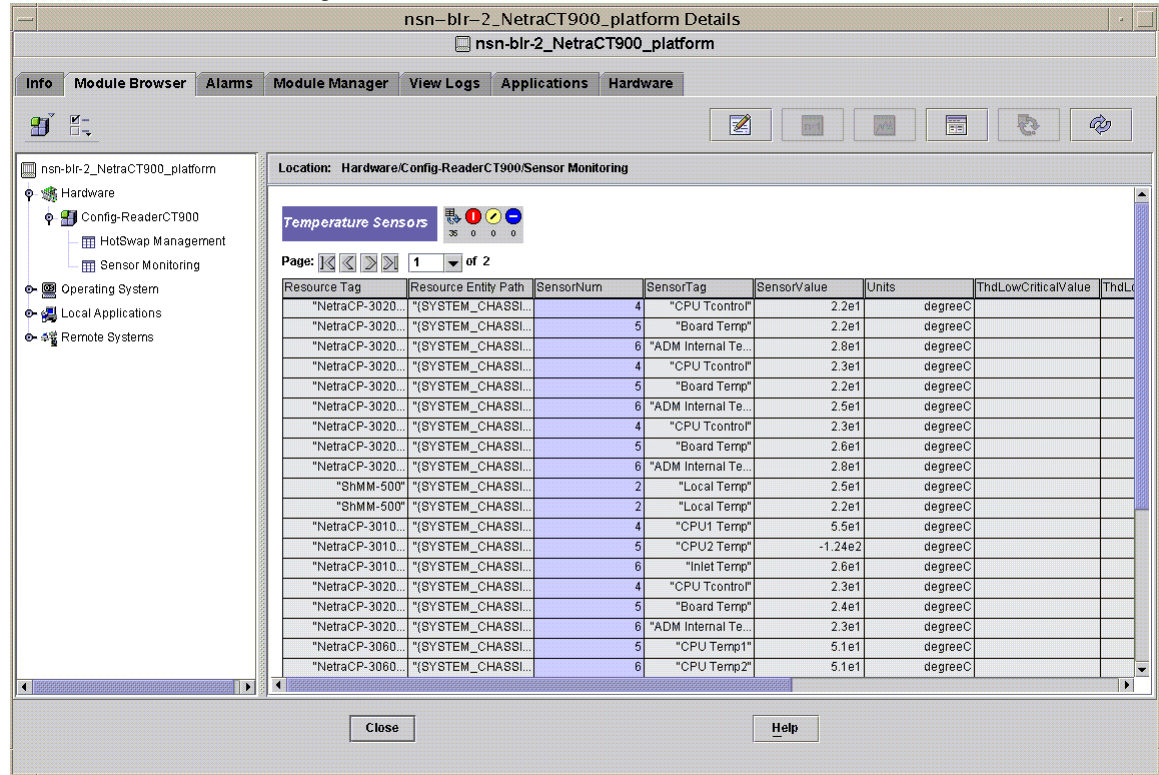 nsn-blr-2_NetraCT900_platform Details
nsn-blr-2_NetraCT900_platform
Info Module Browser Alarms Module Manager View Logs Applications Hardware
nsn-blr-2_NetraCT900_platform
Hardware
Config-ReaderCT900
HotSwap Management
Sensor Monitoring
Operating System
Local Applications
Remote Systems
Location: Hardware/Config-ReaderCT900/Sensor Monitoring
Temperature Sensors
35 0 0 0
Page: 1 of 2
Resource Tag Resource Entity Path SensorNum SensorTag SensorValue Units ThdLowCriticalValue ThdLo
"NetraCP-3020... "{SYSTEM_CHASSI... 4 "CPU Tcontrol" 2.2e1 degreeC
"NetraCP-3020... "{SYSTEM_CHASSI... 5 "Board Temp" 2.2e1 degreeC
"NetraCP-3020... "{SYSTEM_CHASSI... 6 "ADM Internal Te... 2.8e1 degreeC
"NetraCP-3020... "{SYSTEM_CHASSI... 4 "CPU Tcontrol" 2.3e1 degreeC
"NetraCP-3020... "{SYSTEM_CHASSI... 5 "Board Temp" 2.2e1 degreeC
"NetraCP-3020... "{SYSTEM_CHASSI... 6 "ADM Internal Te... 2.5e1 degreeC
"NetraCP-3020... "{SYSTEM_CHASSI... 4 "CPU Tcontrol" 2.3e1 degreeC
"NetraCP-3020... "{SYSTEM_CHASSI... 5 "Board Temp" 2.6e1 degreeC
"NetraCP-3020... "{SYSTEM_CHASSI... 6 "ADM Internal Te... 2.8e1 degreeC
"ShMM-500" "{SYSTEM_CHASSI... 2 "Local Temp" 2.5e1 degreeC
"ShMM-500" "{SYSTEM_CHASSI... 2 "Local Temp" 2.2e1 degreeC
"NetraCP-3010... "{SYSTEM_CHASSI... 4 "CPU1 Temp" 5.5e1 degreeC
"NetraCP-3010... "{SYSTEM_CHASSI... 5 "CPU2 Temp" -1.24e2 degreeC
"NetraCP-3010... "{SYSTEM_CHASSI... 6 "Inlet Temp" 2.6e1 degreeC
"NetraCP-3020... "{SYSTEM_CHASSI... 4 "CPU Tcontrol" 2.3e1 degreeC
"NetraCP-3020... "{SYSTEM_CHASSI... 5 "Board Temp" 2.4e1 degreeC
"NetraCP-3020... "{SYSTEM_CHASSI... 6 "ADM Internal Te... 2.3e1 degreeC
"NetraCP-3060... "{SYSTEM_CHASSI... 5 "CPU Temp1" 5.1e1 degreeC
"NetraCP-3060... "{SYSTEM_CHASSI... 6 "CPU Temp2" 5.1e1 degreeC
Close Help